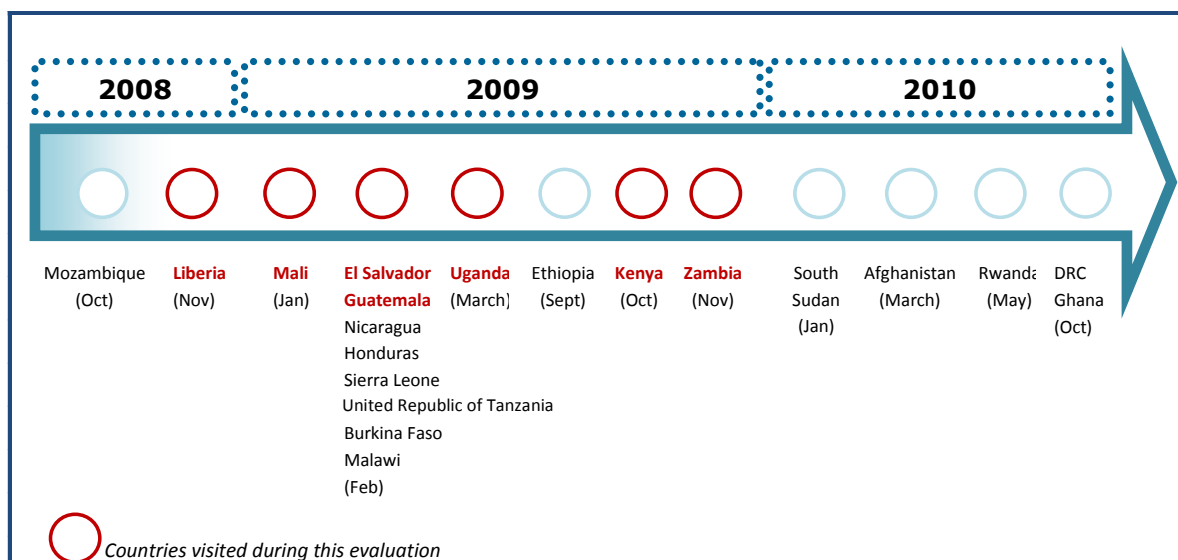 2008
2009
2010
Mozambique
(Oct)
Liberia
(Nov)
Mali
(Jan)
El Salvador
Guatemala
Nicaragua
Honduras
Sierra Leone
United Republic of Tanzania
Burkina Faso
Malawi
(Feb)
Uganda
(March)
Ethiopia
(Sept)
Kenya
(Oct)
Zambia
(Nov)
South
Sudan
(Jan)
Afghanistan
(March)
Rwanda
(May)
DRC
Ghana
(Oct)
Countries visited during this evaluation